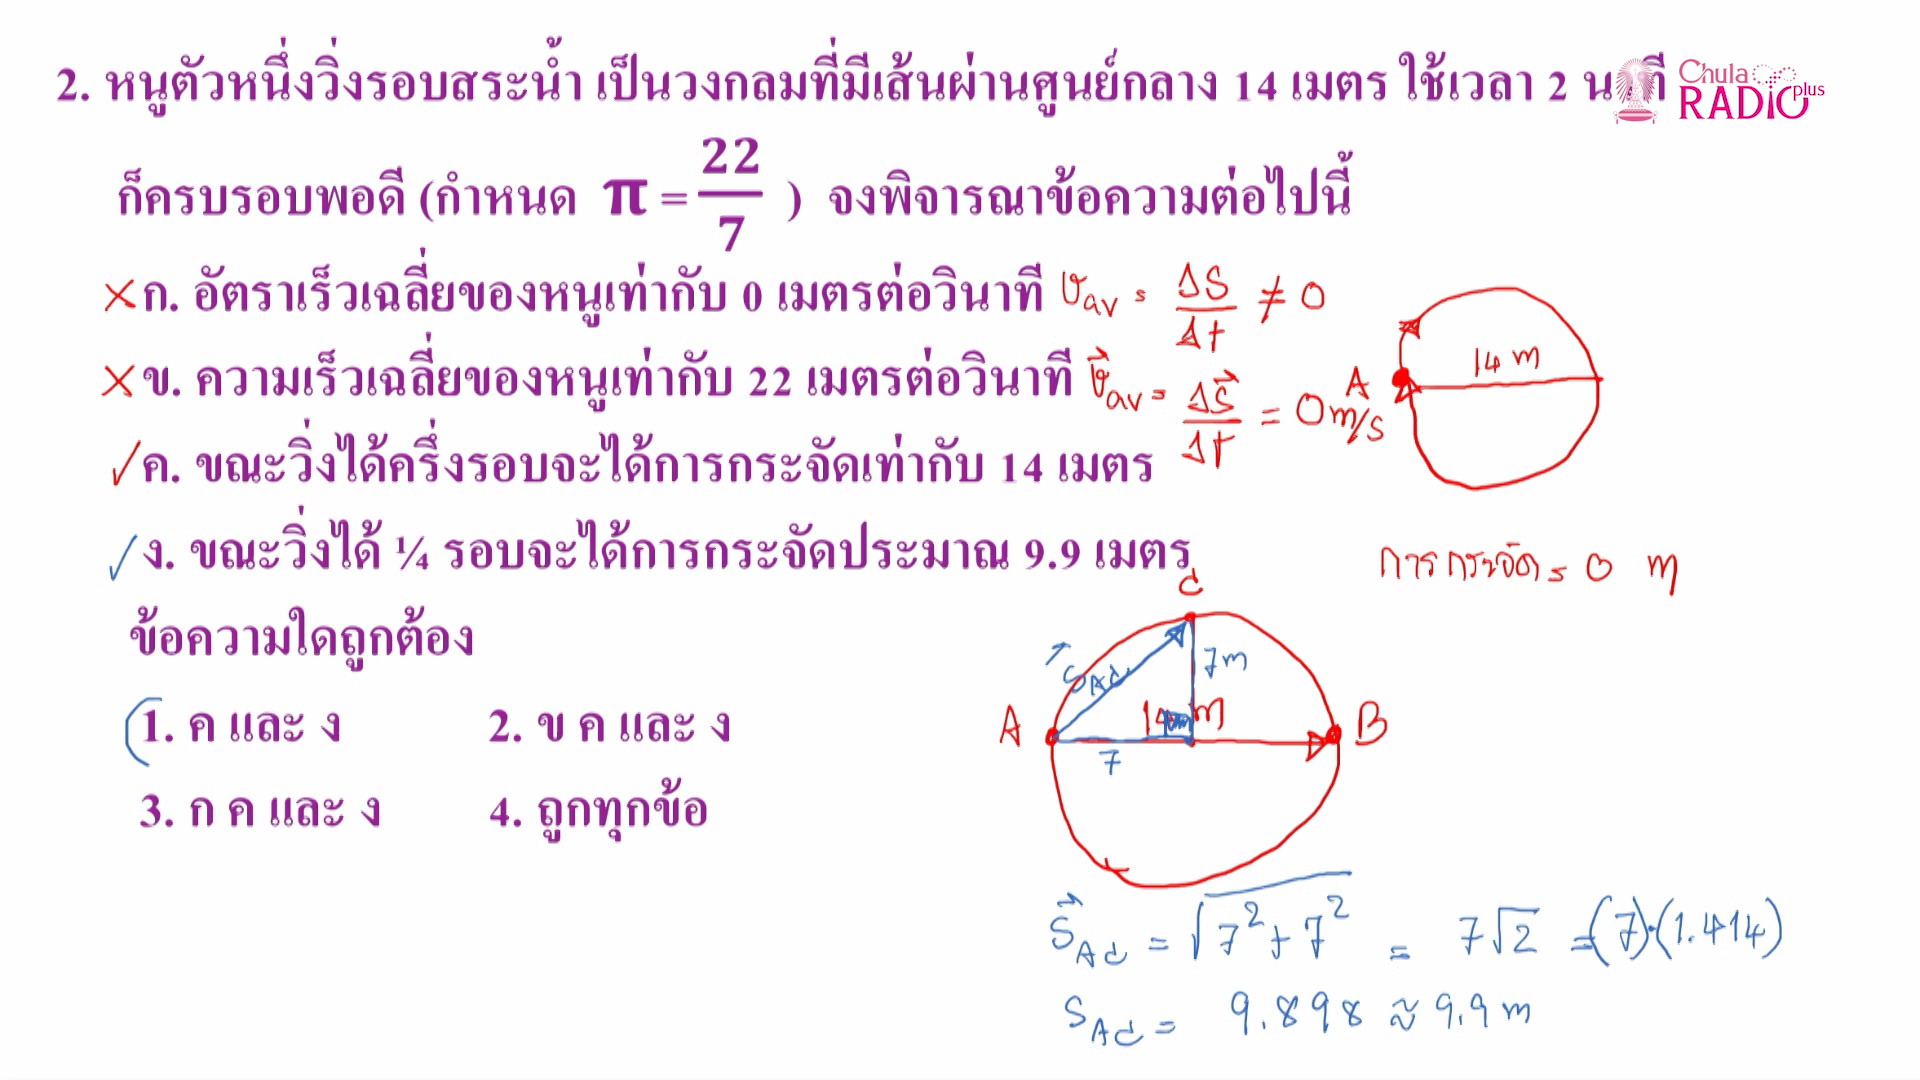 2. หนูตัวหนึ่งวิ่งรอบสระน้ำ เป็นวงกลมที่มีเส้นผ่านศูนย์กลาง 14 เมตร ใช้เวลา 2 นาที
Chula
RADIO plus
ก็ครบรอบพอดี (กำหนด π = 22/7 ) จงพิจารณาข้อความต่อไปนี้
× ก. อัตราเร็วเฉลี่ยของหนูเท่ากับ 0 เมตรต่อวินาที v_av = ΔS/Δt ≠ 0
× ข. ความเร็วเฉลี่ยของหนูเท่ากับ 22 เมตรต่อวินาที v⃗_av = ΔS⃗/Δt = 0 m/s
A 14 m
✓ ค. ขณะวิ่งได้ครึ่งรอบจะได้การกระจัดเท่ากับ 14 เมตร
✓ ง. ขณะวิ่งได้ ¼ รอบจะได้การกระจัดประมาณ 9.9 เมตร
การกระจัด = 0 m
ข้อความใดถูกต้อง
1. ค และ ง 2. ข ค และ ง
3. ก ค และ ง 4. ถูกทุกข้อ
C
S⃗_AC 7m
A 14 m B
7
S⃗_AC = √(7² + 7²) = 7√2 = (7)·(1.414)
S_AC = 9.898 ≈ 9.9 m